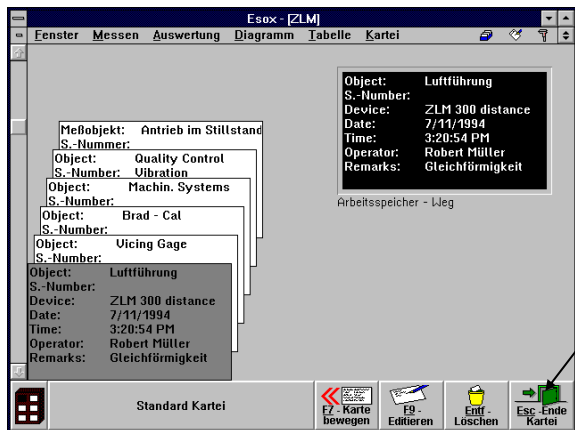 Esox - [ZLM]
Fenster Messen Auswertung Diagramm Tabelle Kartei
Object: Luftführung
S.-Number:
Device: ZLM 300 distance
Date: 7/11/1994
Time: 3:20:54 PM
Operator: Robert Müller
Remarks: Gleichförmigkeit
Arbeitsspeicher - Weg
Meßobjekt: Antrieb im Stillstand
S.-Nummer:
Object: Quality Control
S.-Number: Vibration
Object: Machin. Systems
S.-Number:
Object: Brad - Cal
S.-Number:
Object: Vicing Gage
S.-Number:
Object: Luftführung
S.-Number:
Device: ZLM 300 distance
Date: 7/11/1994
Time: 3:20:54 PM
Operator: Robert Müller
Remarks: Gleichförmigkeit
Standard Kartei
F7 - Karte
bewegen
F9 -
Editieren
Entf -
Löschen
Esc -Ende
Kartei